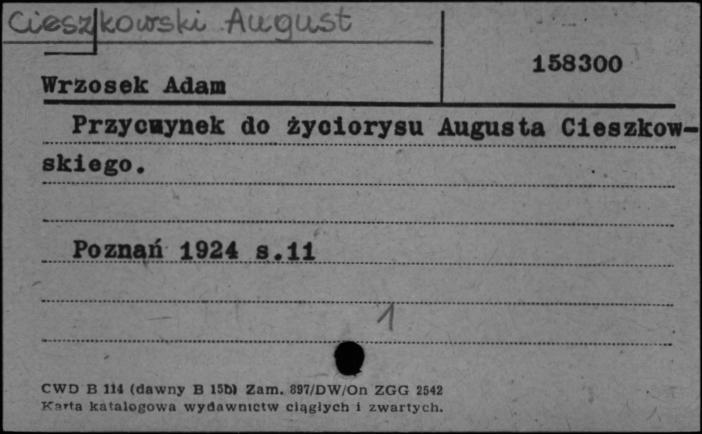 Cieszkowski August
158300
Wrzosek Adam
Przycuynek do życiorysu Augusta Cieszkow-
skiego.
Poznań 1924 s.11
1
CWD B 114 (dawny B 15b) Zam. 897/DW/On ZGG 2542
Karta katalogowa wydawnictw ciągłych i zwartych.